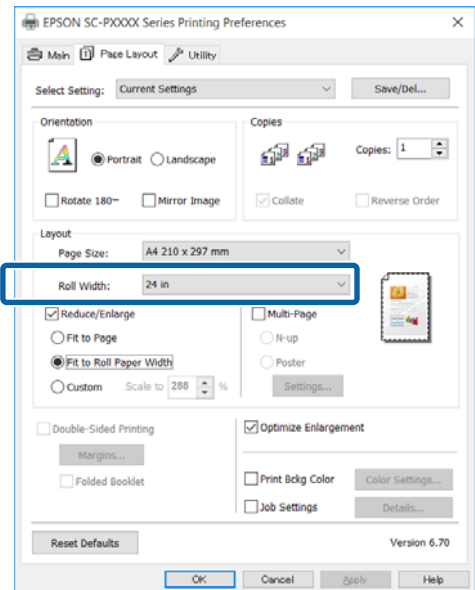 EPSON SC-PXXXX Series Printing Preferences
Main Page Layout Utility
Select Setting: Current Settings Save/Del...
Orientation Copies
Portrait Landscape Copies: 1
Rotate 180° Mirror Image Collate Reverse Order
Layout
Page Size: A4 210 x 297 mm
Roll Width: 24 in
Reduce/Enlarge Multi-Page
Fit to Page N-up
Fit to Roll Paper Width Poster
Custom Scale to 288 % Settings...
Double-Sided Printing Optimize Enlargement
Margins...
Folded Booklet Print Bckg Color Color Settings...
Job Settings Details...
Reset Defaults Version 6.70
OK Cancel Apply Help